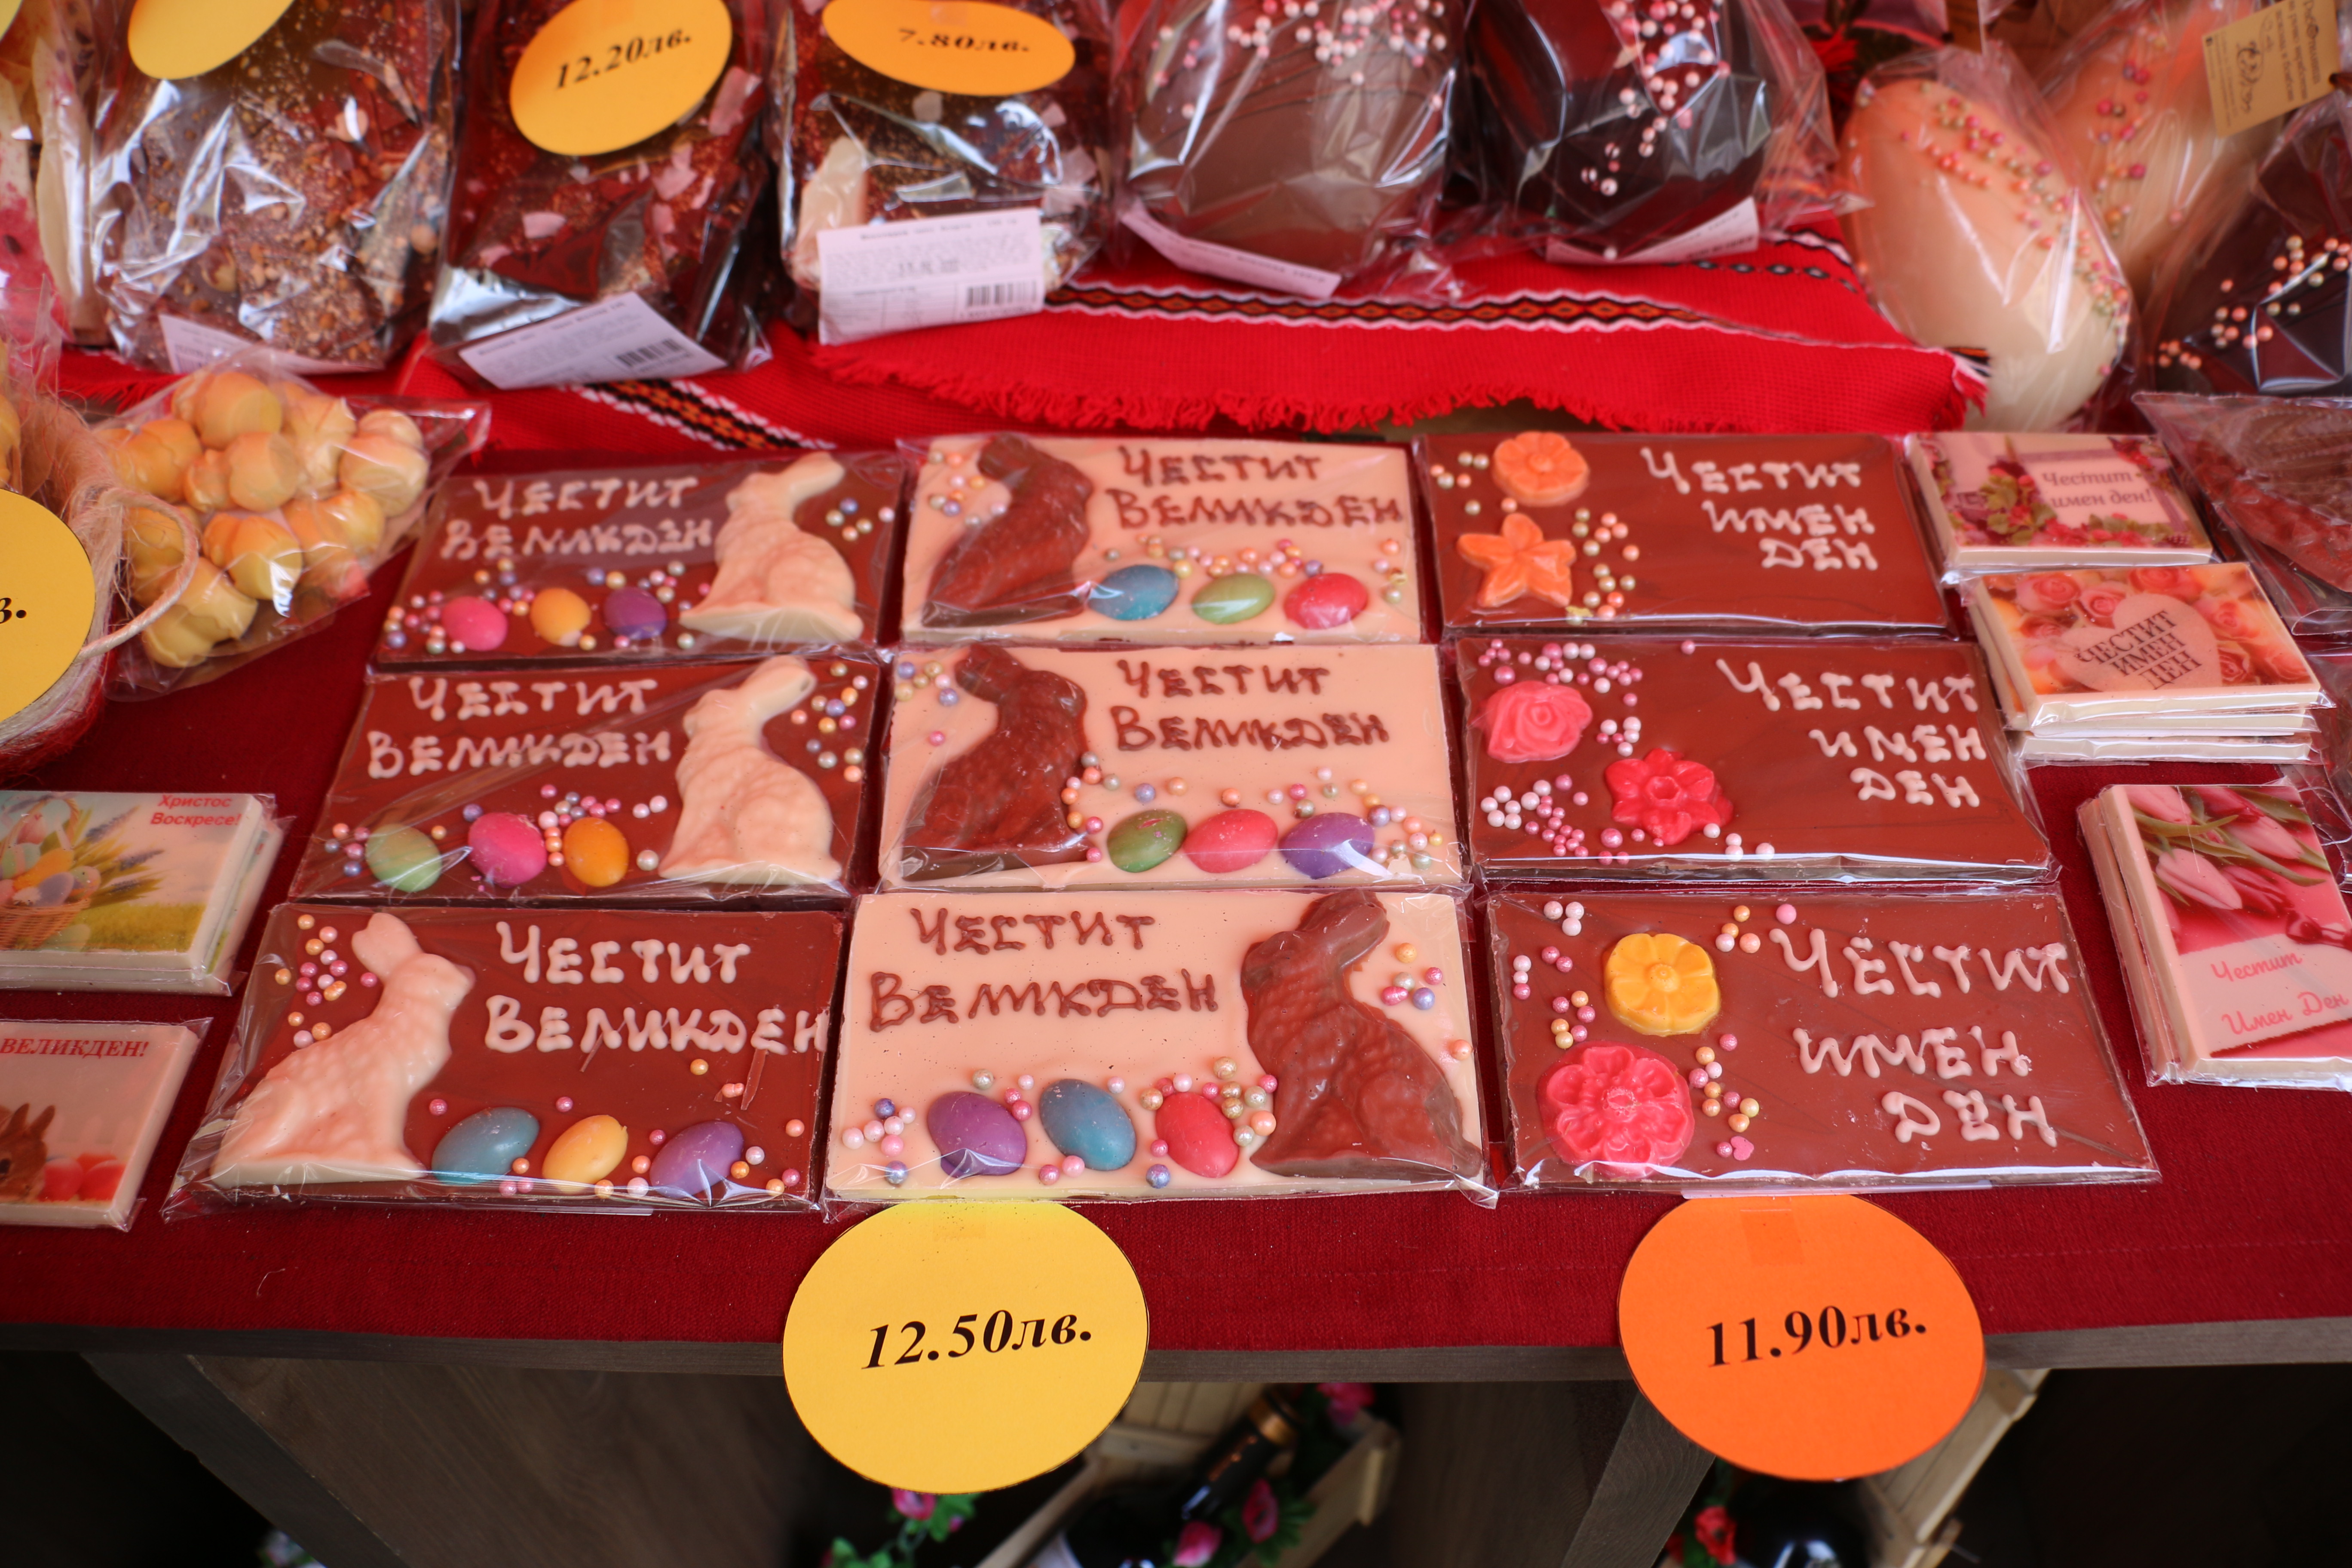 12.20лв.
7.80лв.
ЧЕСТИТ
ВЕЛИКДЕН
ЧЕСТИТ
ВЕЛИКДЕН
ЧЕСТИТ
ИМЕН
ДЕН
Честит
имен ден!
ЧЕСТИТ
ИМЕН
ДЕН
ЧЕСТИТ
ВЕЛИКДЕН
ЧЕСТИТ
ВЕЛИКДЕН
ЧЕСТИТ
ИМЕН
ДЕН
Христос
Воскресе!
Честит
Имен Ден
ЧЕСТИТ
ВЕЛИКДЕН
ЧЕСТИТ
ВЕЛИКДЕН
ЧЕСТИТ
ИМЕН
ДЕН
ВЕЛИКДЕН!
12.50лв.
11.90лв.